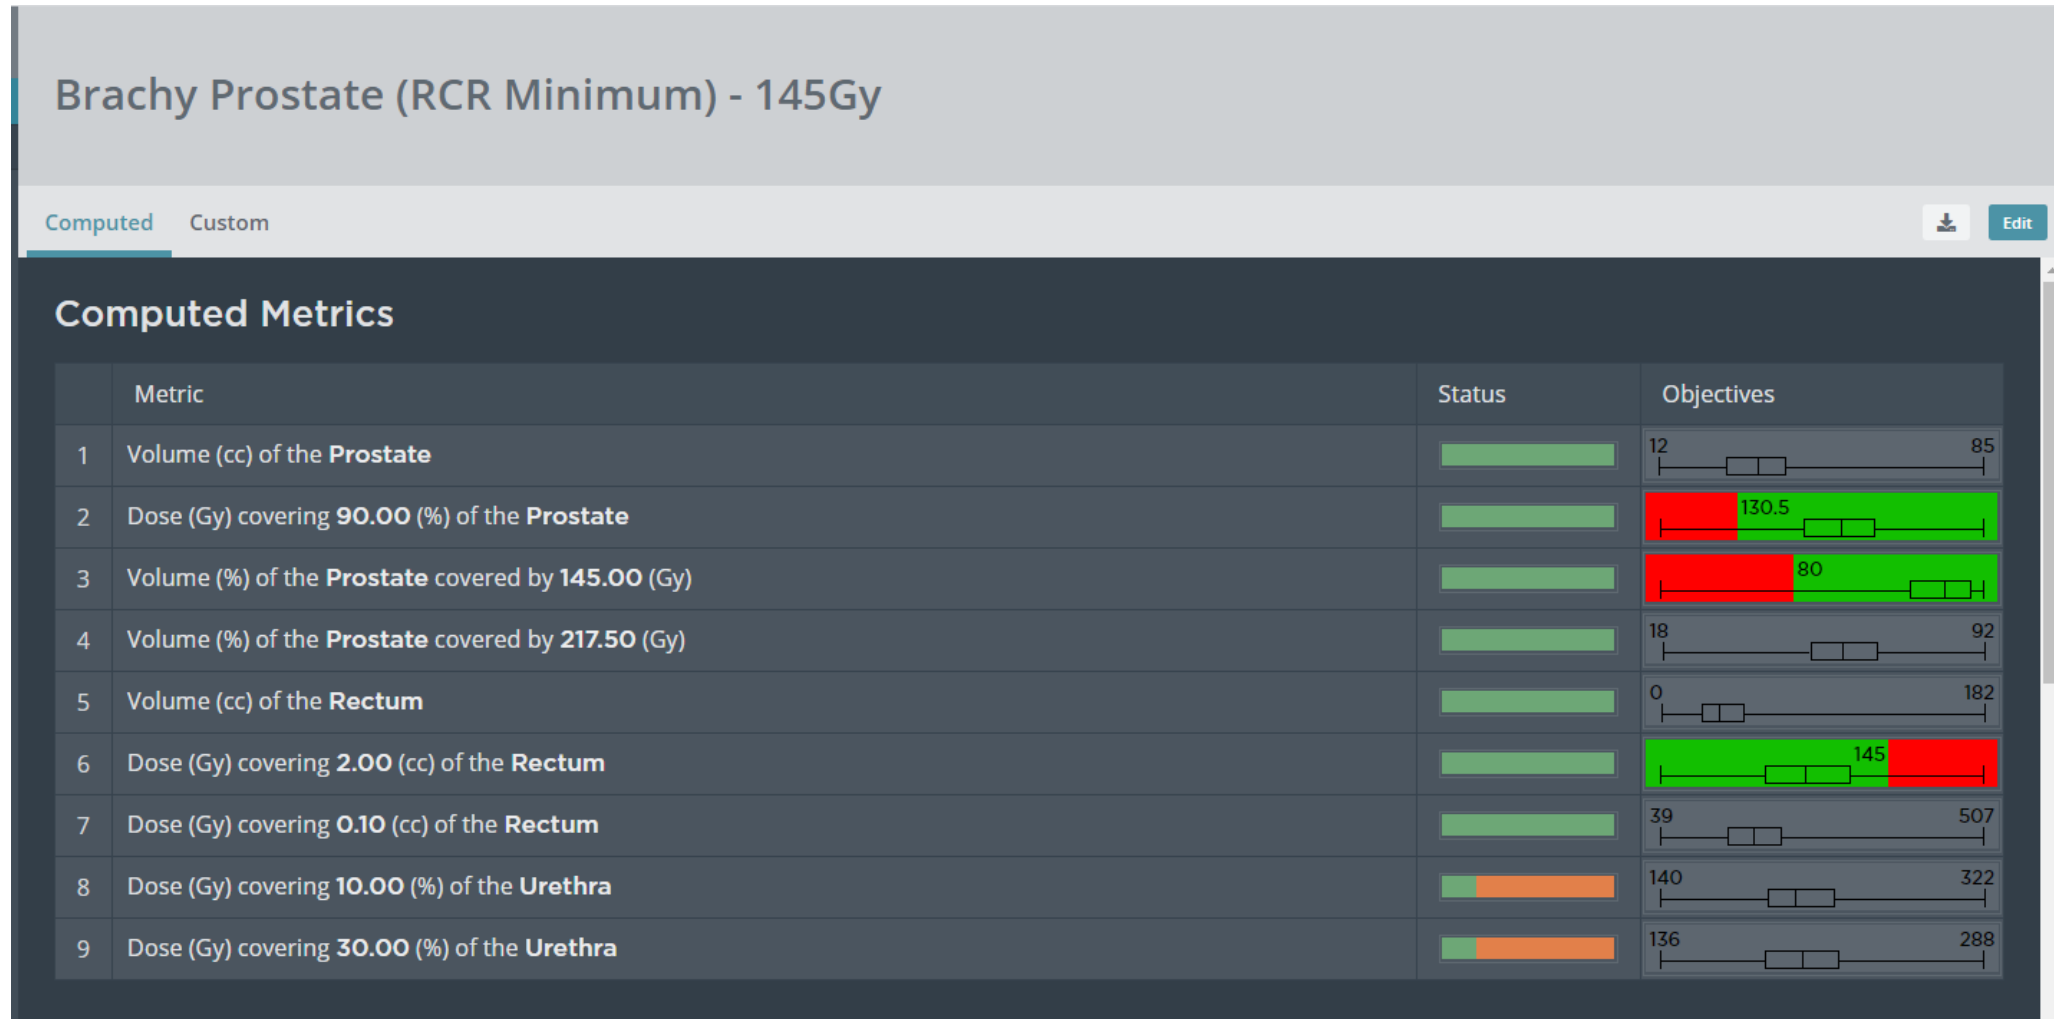 Brachy Prostate (RCR Minimum) - 145Gy
Computed Custom Edit
Computed Metrics
Metric Status Objectives
1 Volume (cc) of the Prostate 12 85
2 Dose (Gy) covering 90.00 (%) of the Prostate 130.5
3 Volume (%) of the Prostate covered by 145.00 (Gy) 80
4 Volume (%) of the Prostate covered by 217.50 (Gy) 18 92
5 Volume (cc) of the Rectum 0 182
6 Dose (Gy) covering 2.00 (cc) of the Rectum 145
7 Dose (Gy) covering 0.10 (cc) of the Rectum 39 507
8 Dose (Gy) covering 10.00 (%) of the Urethra 140 322
9 Dose (Gy) covering 30.00 (%) of the Urethra 136 288